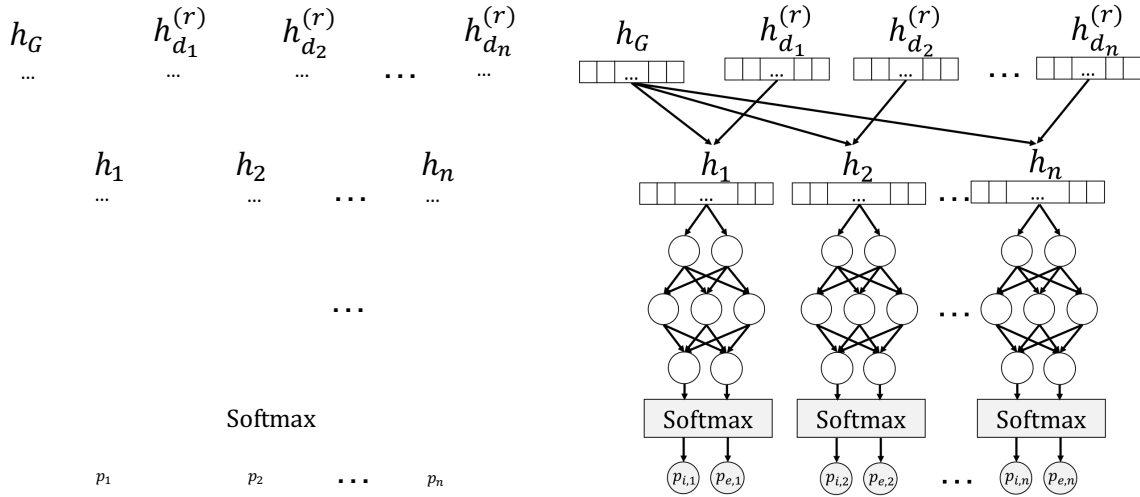 h_G h_{d_1}^{(r)} h_{d_2}^{(r)} h_{d_n}^{(r)}
... ... ... ... ...
h_1 h_2 h_n
... ... ... ...
...
Softmax
p_1 p_2 ... p_n
h_G h_{d_1}^{(r)} h_{d_2}^{(r)} h_{d_n}^{(r)}
... ... ... ... ...
h_1 h_2 h_n
... ... ... ...
...
Softmax Softmax Softmax
p_{i,1} p_{e,1} p_{i,2} p_{e,2} ... p_{i,n} p_{e,n}